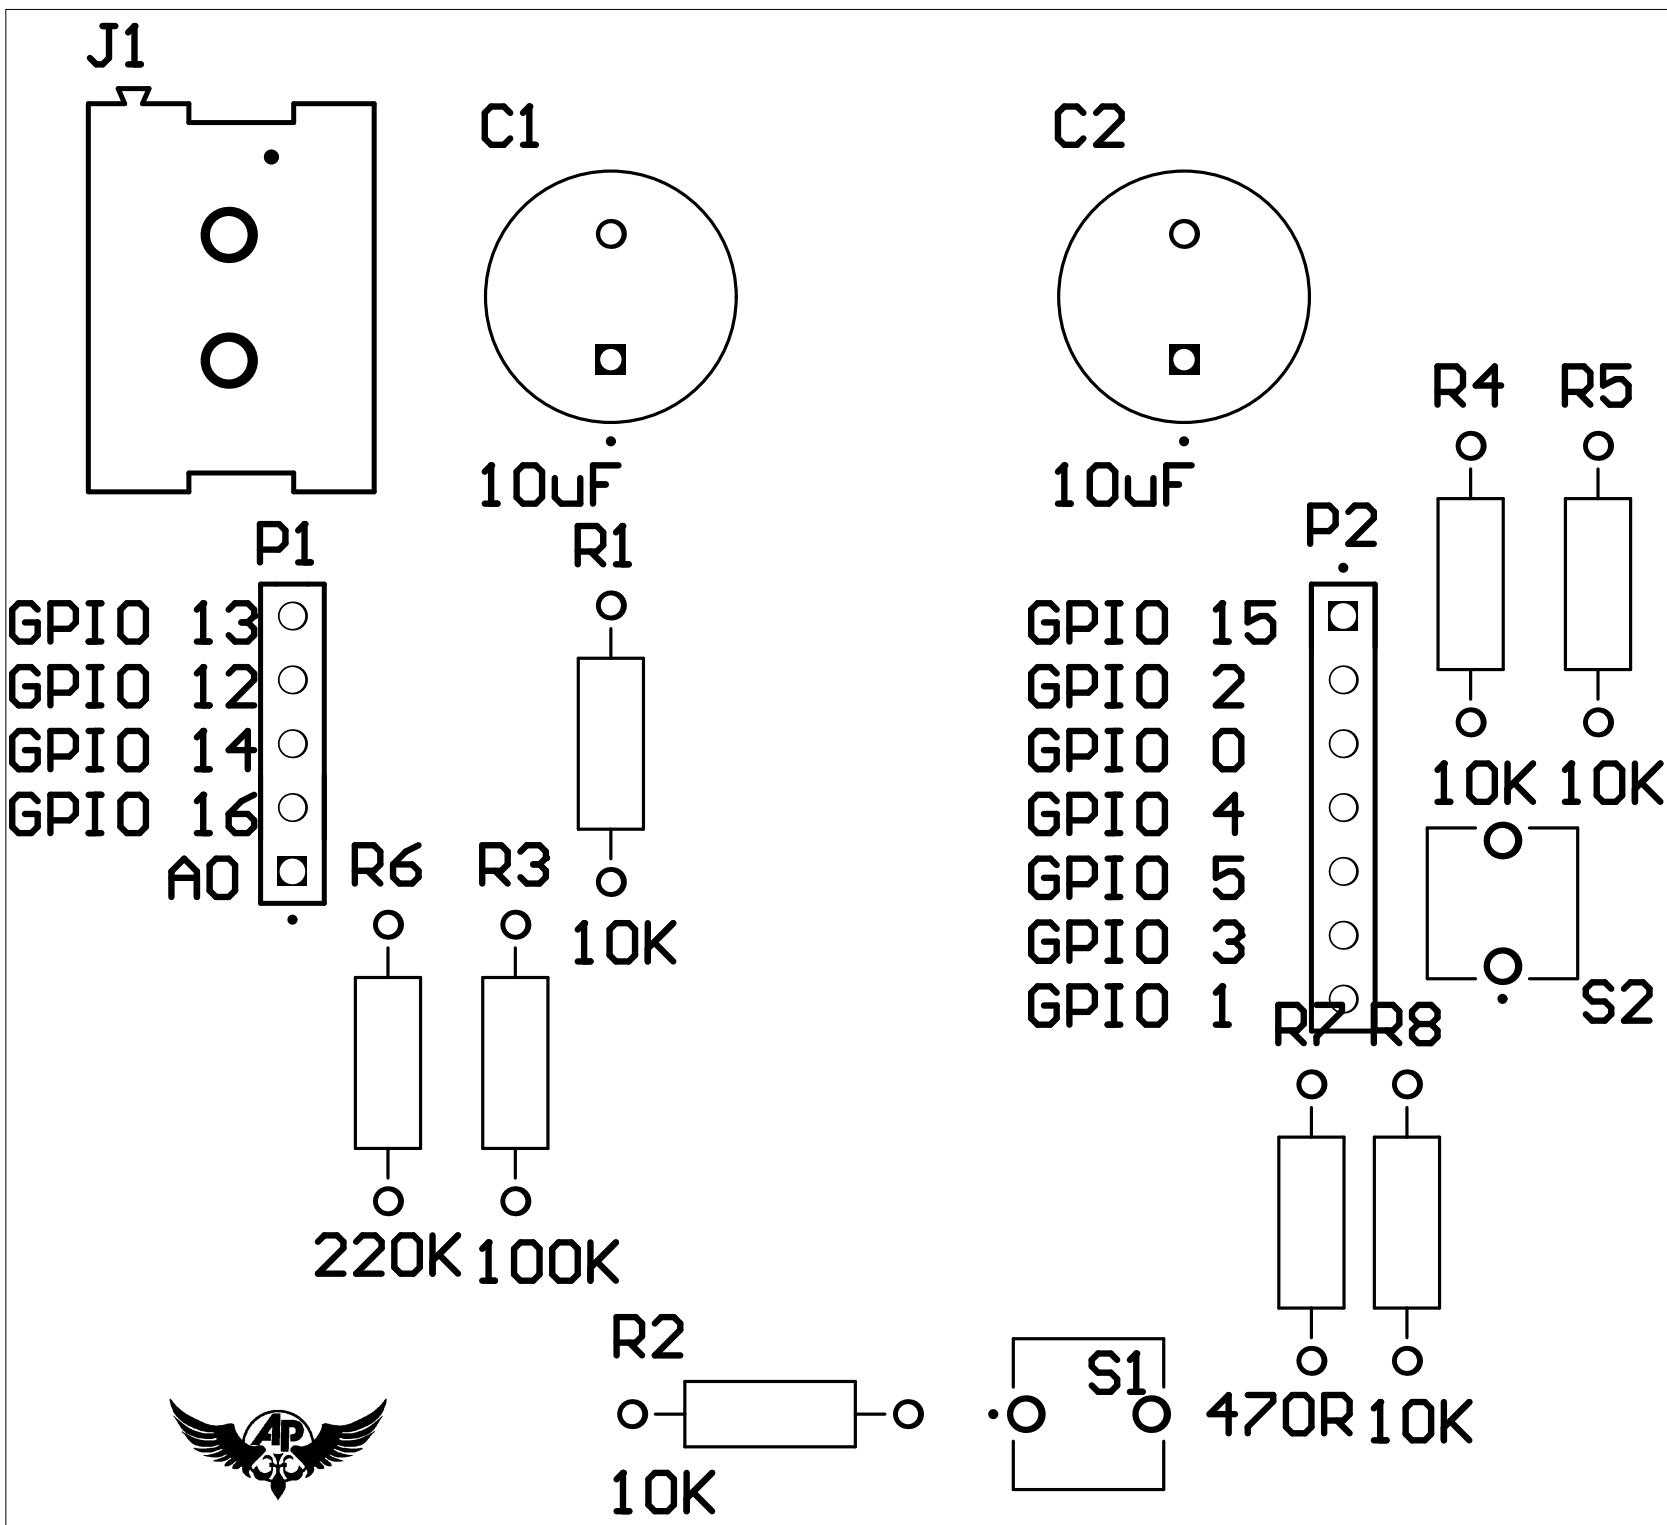 J1
C1
C2
10uF
10uF
R4 R5
P1
R1
P2
GPIO 13
GPIO 12
GPIO 14
GPIO 16
A0
GPIO 15
GPIO 2
GPIO 0
GPIO 4
GPIO 5
GPIO 3
GPIO 1
10K 10K
R6 R3
10K
S2
R7 R8
220K 100K
R2
S1
470R 10K
10K
AP